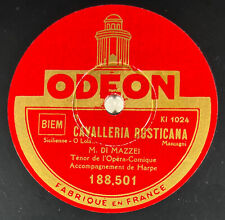 ODEON
KI 1024
BIEM
CAVALLERIA RUSTICANA
Sicilienne - O Lola... Mascagni
M. DI MAZZEI
Ténor de l'Opéra-Comique
Accompagnement de Harpe
188,501
FABRIQUÉ EN FRANCE